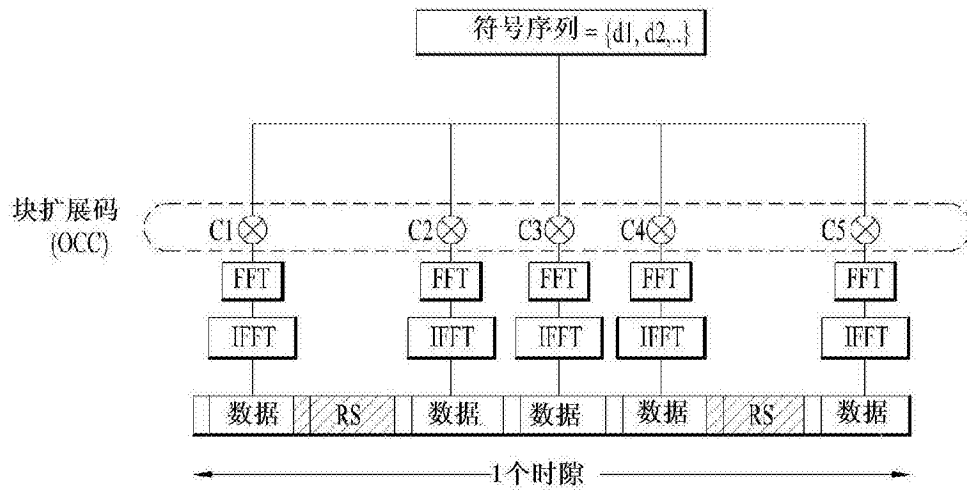 符号序列 = {d1, d2,..}
块扩展码
(OCC)
C1 C2 C3 C4 C5
FFT FFT FFT FFT FFT
IFFT IFFT IFFT IFFT IFFT
数据 RS 数据 数据 数据 RS 数据
1个时隙